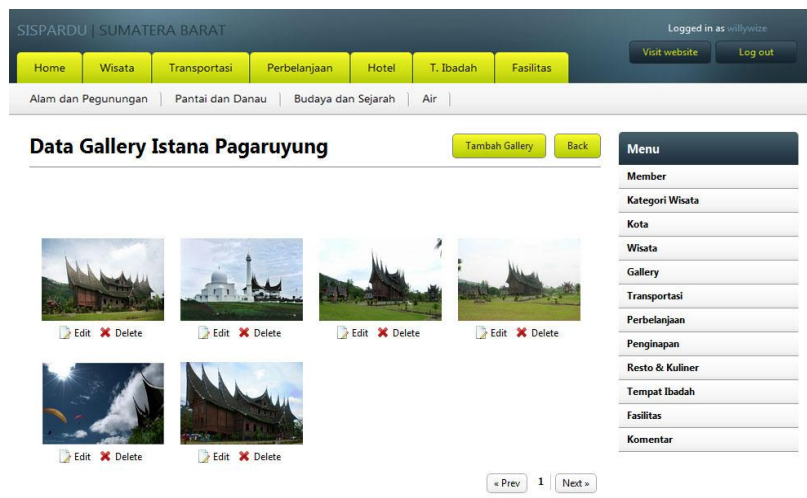 SISPARDU | SUMATERA BARAT
Logged in as willywize
Visit website Log out
Home Wisata Transportasi Perbelanjaan Hotel T. Ibadah Fasilitas
Alam dan Pegunungan | Pantai dan Danau | Budaya dan Sejarah | Air |
Data Gallery Istana Pagaruyung
Tambah Gallery Back
Edit Delete Edit Delete Edit Delete Edit Delete
Edit Delete Edit Delete
« Prev 1 Next »
Menu
Member
Kategori Wisata
Kota
Wisata
Gallery
Transportasi
Perbelanjaan
Penginapan
Resto & Kuliner
Tempat Ibadah
Fasilitas
Komentar